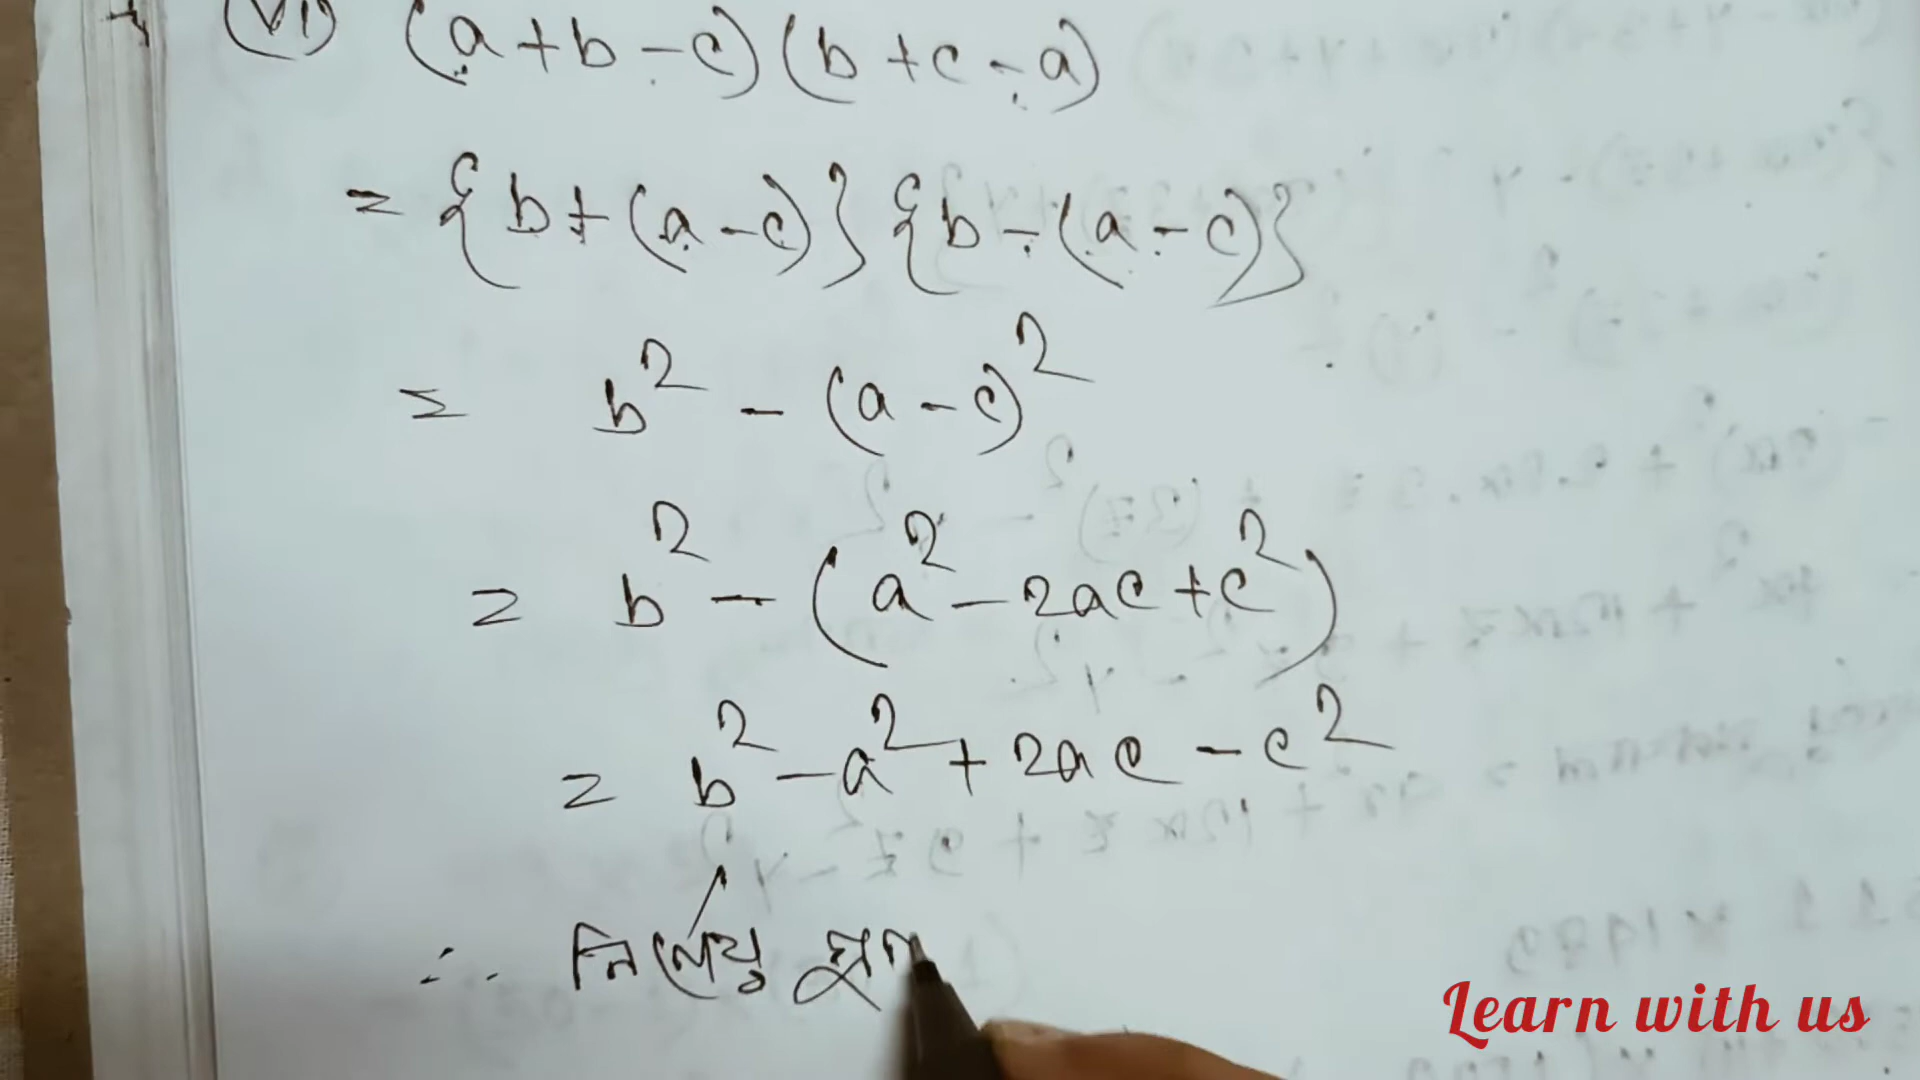 (VI) (a+b-c)(b+c-a)
= {b+(a-c)} {b-(a-c)}
= b² - (a-c)²
= b² - (a² - 2ac + c²)
= b² - a² + 2ac - c²
∴ নির্ণেয়
Learn with us